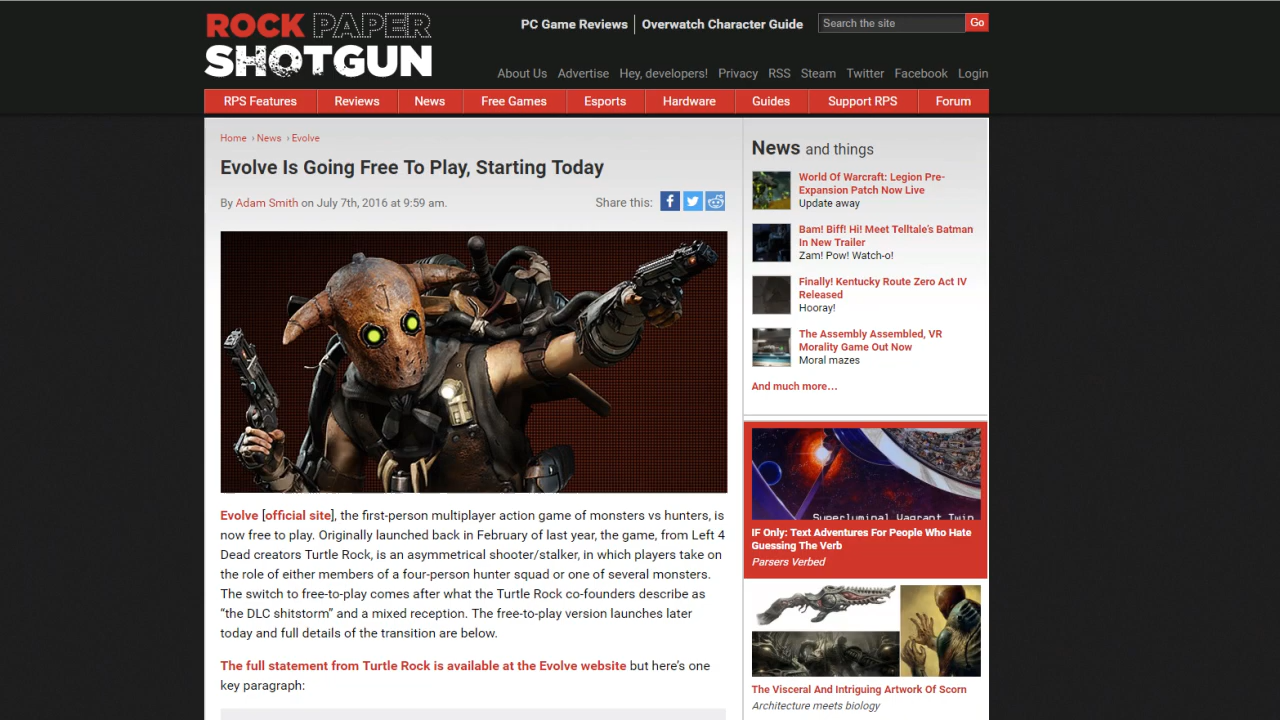 ROCK PAPER
SHOTGUN
PC Game Reviews
Overwatch Character Guide
Search the site
Go
About Us Advertise Hey, developers! Privacy RSS Steam Twitter Facebook Login
RPS Features Reviews News Free Games Esports Hardware Guides Support RPS Forum
Home › News › Evolve
Evolve Is Going Free To Play, Starting Today
By Adam Smith on July 7th, 2016 at 9:59 am.
Share this:
Evolve [official site], the first-person multiplayer action game of monsters vs hunters, is
now free to play. Originally launched back in February of last year, the game, from Left 4
Dead creators Turtle Rock, is an asymmetrical shooter/stalker, in which players take on
the role of either members of a four-person hunter squad or one of several monsters.
The switch to free-to-play comes after what the Turtle Rock co-founders describe as
“the DLC shitstorm” and a mixed reception. The free-to-play version launches later
today and full details of the transition are below.
The full statement from Turtle Rock is available at the Evolve website but here’s one
key paragraph:
News and things
World Of Warcraft: Legion Pre-
Expansion Patch Now Live
Update away
Bam! Biff! Hi! Meet Telltale’s Batman
In New Trailer
Zam! Pow! Watch-o!
Finally! Kentucky Route Zero Act IV
Released
Hooray!
The Assembly Assembled, VR
Morality Game Out Now
Moral mazes
And much more…
Superluminal Vagrant Twin
IF Only: Text Adventures For People Who Hate
Guessing The Verb
Parsers Verbed
The Visceral And Intriguing Artwork Of Scorn
Architecture meets biology